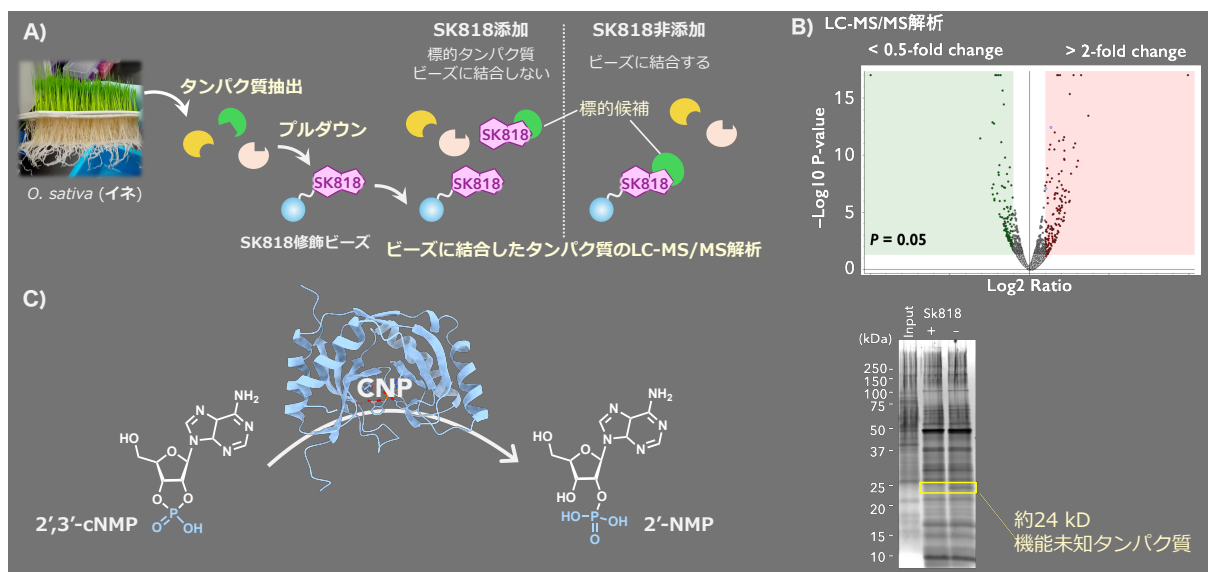 A)
SK818添加
標的タンパク質
ビーズに結合しない
SK818非添加
ビーズに結合する
タンパク質抽出
プルダウン
SK818
標的候補
SK818
SK818
SK818
O. sativa (イネ)
SK818修飾ビーズ
ビーズに結合したタンパク質のLC-MS/MS解析
B)
LC-MS/MS解析
< 0.5-fold change
> 2-fold change
−Log10 P-value
15
10
5
0
P = 0.05
Log2 Ratio
Input
Sk818
+ −
(kDa)
250
150
100
75
50
37
25
20
15
10
約24 kD
機能未知タンパク質
C)
CNP
NH2
N
N
N
N
HO
O
O
O
P
O
OH
2′,3′-cNMP
NH2
N
N
N
N
HO
O
HO
O
HO
P
OH
O
2′-NMP